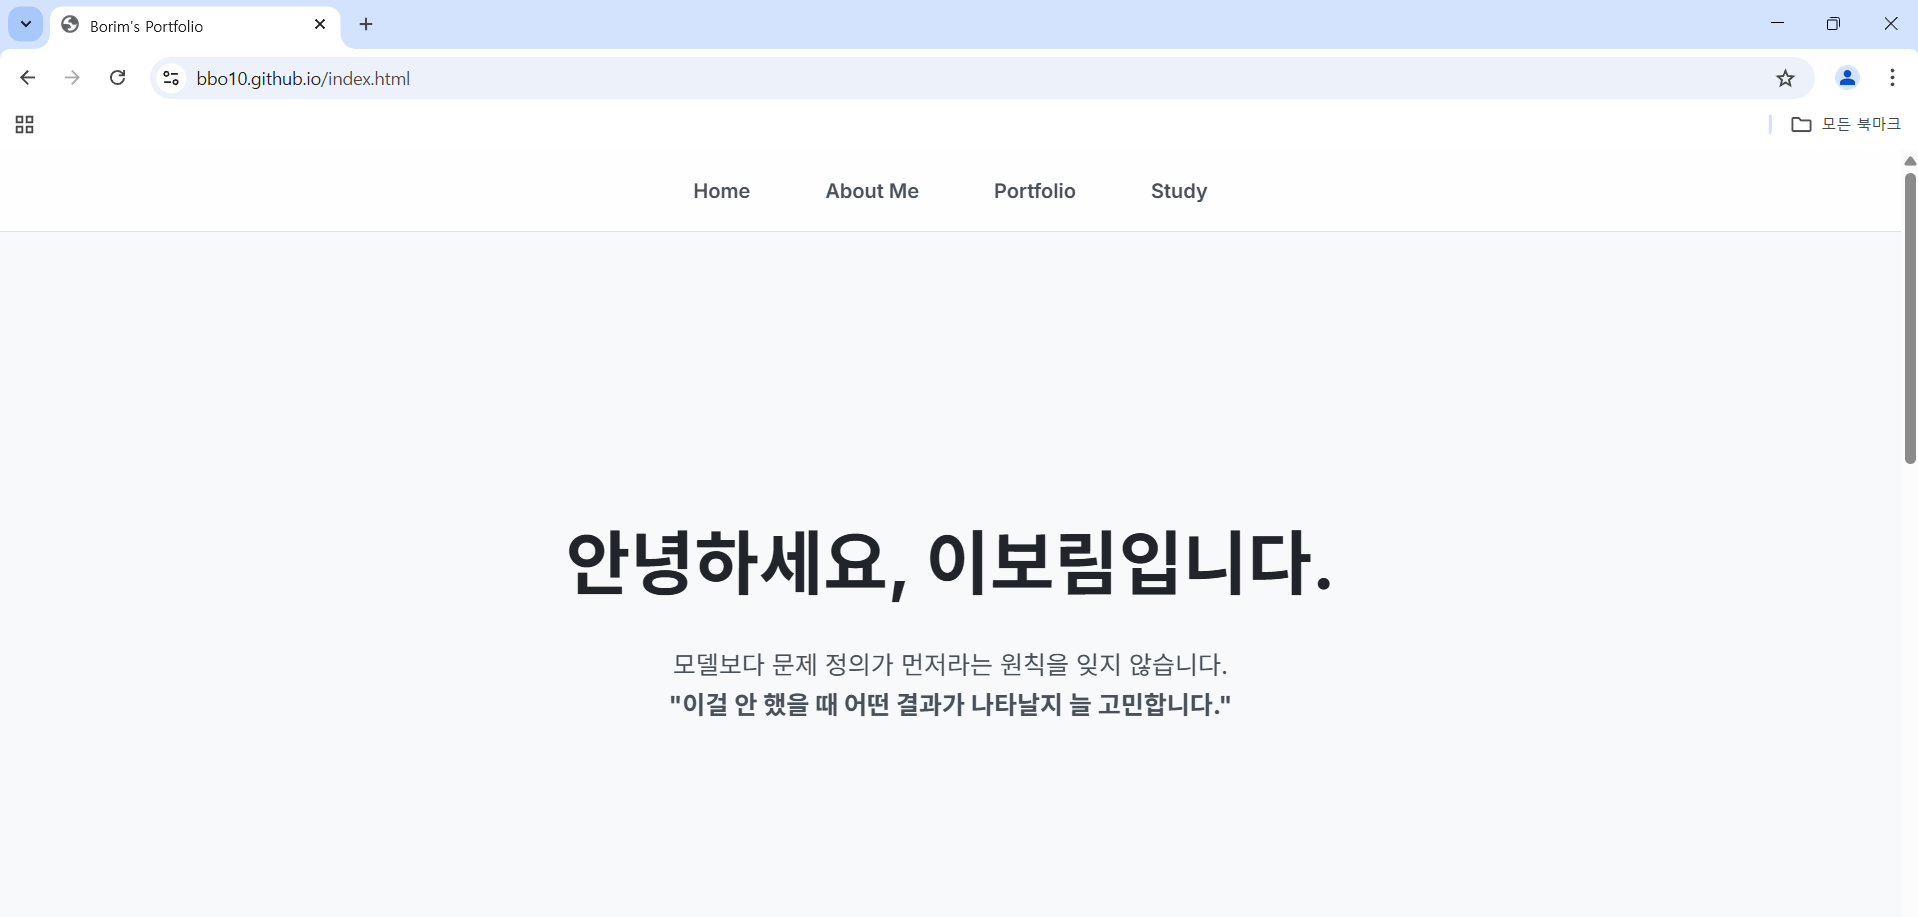 Borim's Portfolio
bbo10.github.io/index.html
모든 북마크
Home About Me Portfolio Study
안녕하세요, 이보림입니다.
모델보다 문제 정의가 먼저라는 원칙을 잊지 않습니다.
"이걸 안 했을 때 어떤 결과가 나타날지 늘 고민합니다."